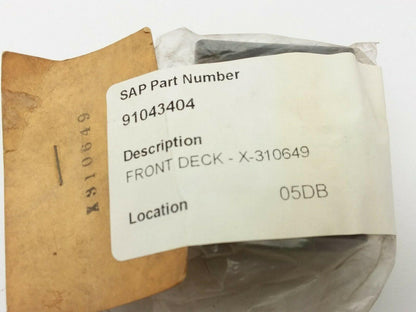 SAP Part Number
91043404
Description
FRONT DECK - X-310649
Location 05DB
X310649